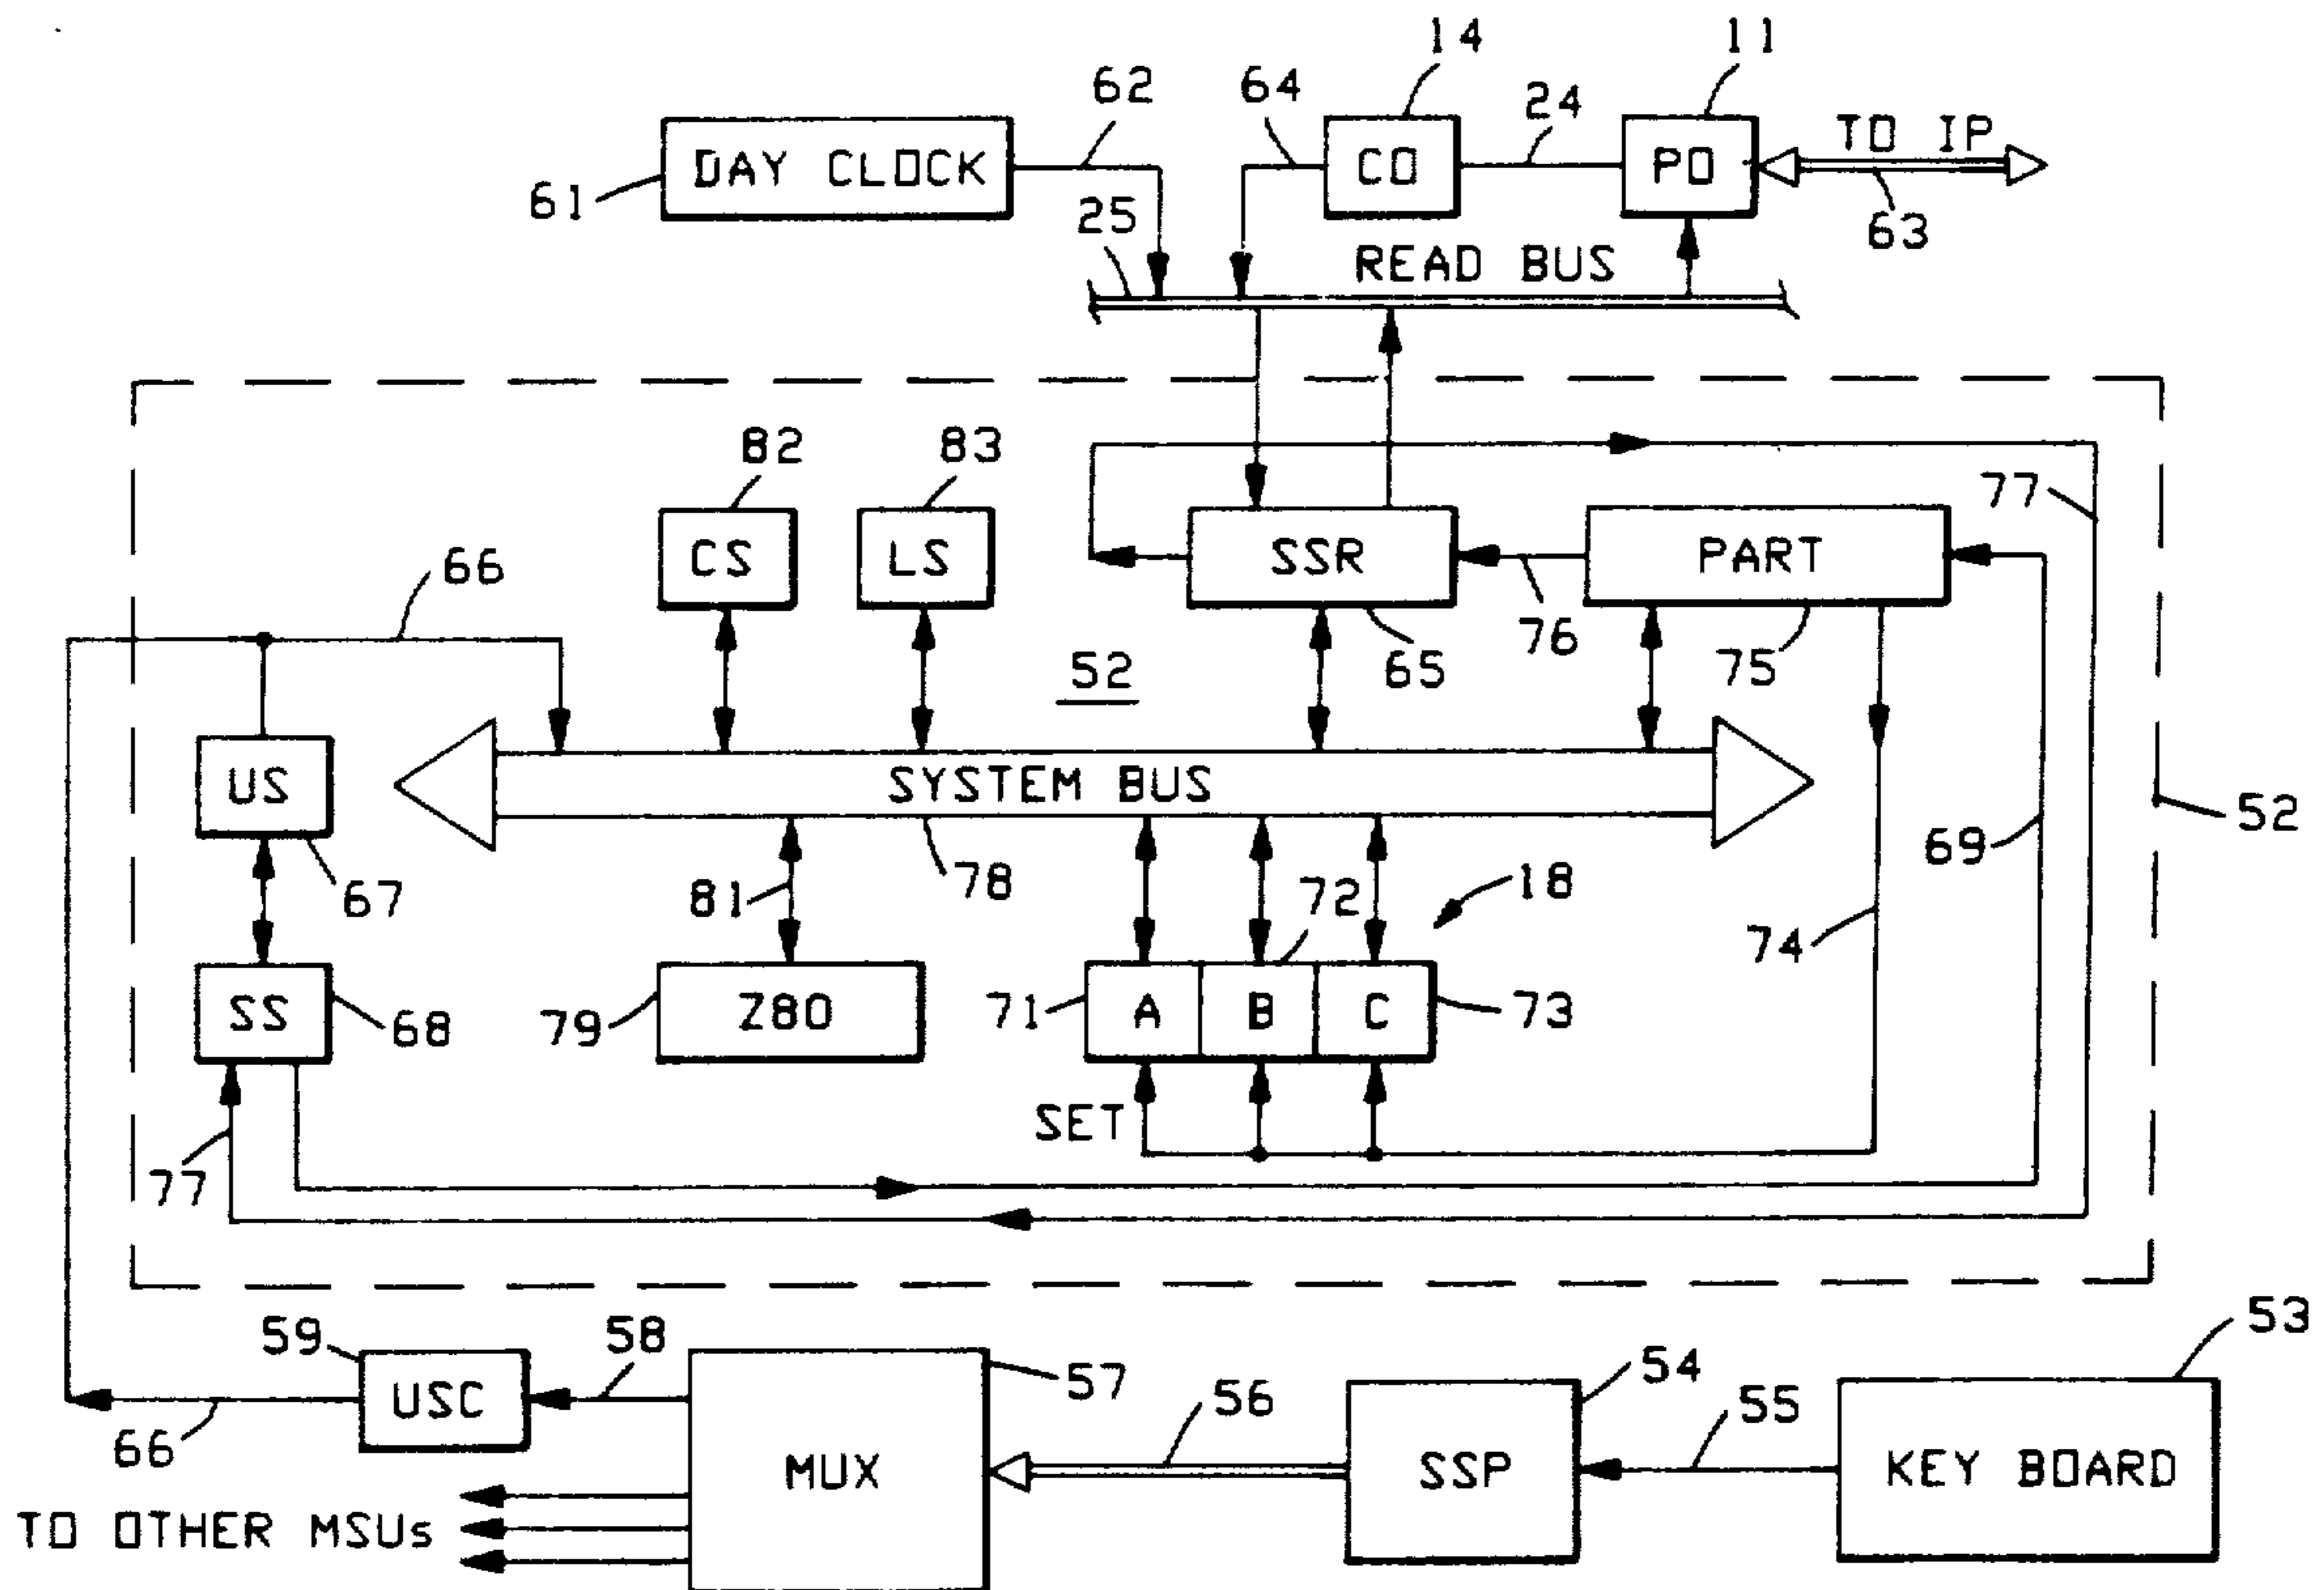 14
11
62
64
24
TO IP
DAY CLOCK
CO
PO
61
25
63
READ BUS
82
83
77
66
CS
LS
SSR
PART
76
52
65
75
US
SYSTEM BUS
52
69
67
81
78
72
18
74
SS
68
79
Z80
71
A
B
C
73
SET
77
59
58
53
57
54
USC
56
55
66
MUX
SSP
KEY BOARD
TO OTHER MSUs